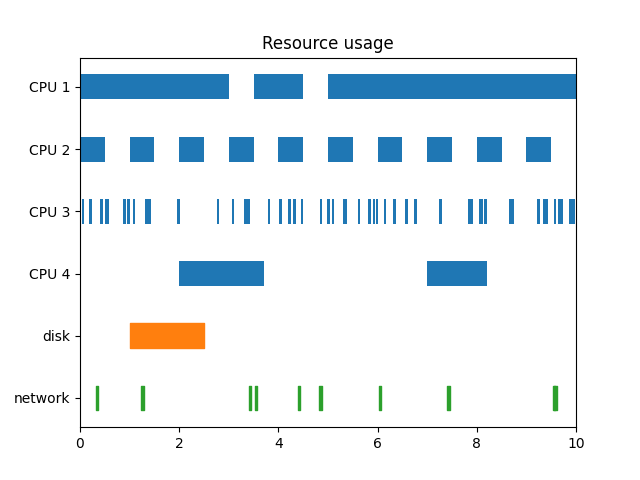 Resource usage
CPU 1
CPU 2
CPU 3
CPU 4
disk
network
0 2 4 6 8 10